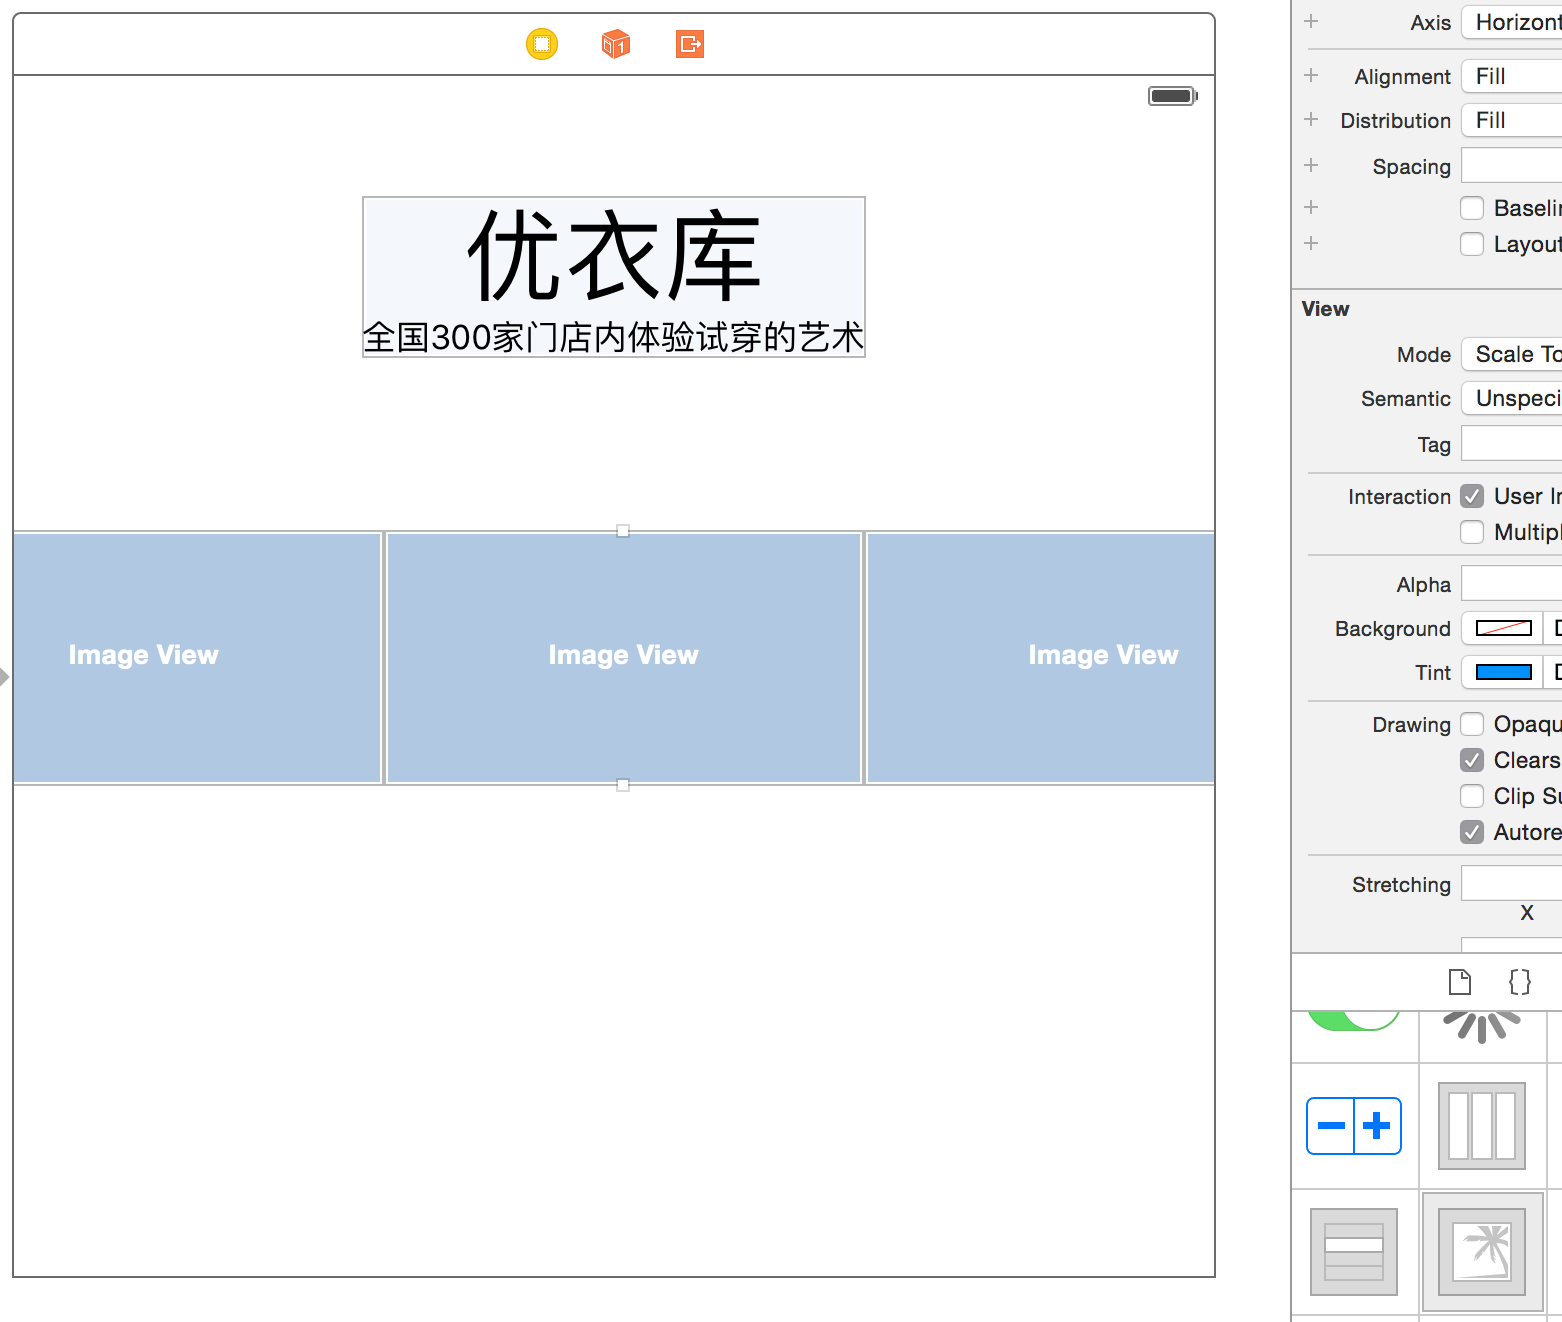 Axis Horizont
Alignment Fill
Distribution Fill
Spacing
Baselin
Layout
优衣库
全国300家门店内体验试穿的艺术
View
Mode Scale To
Semantic Unspeci
Tag
Interaction User In
Multipl
Image View Image View Image View
Alpha
Background
Tint
Drawing Opaqu
Clears
Clip Su
Autore
Stretching
X